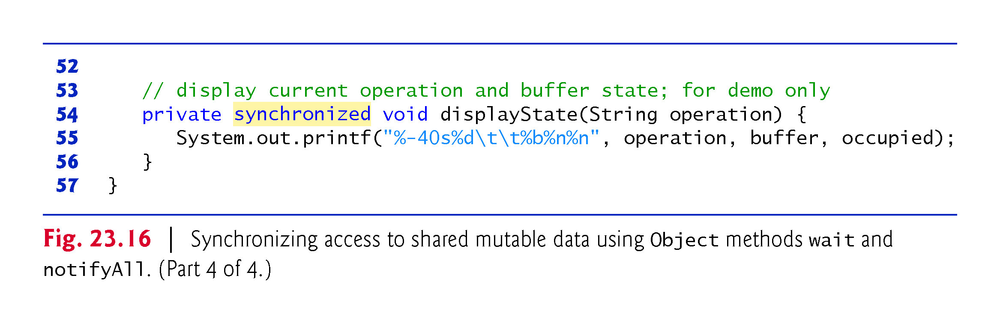 52
53 // display current operation and buffer state; for demo only
54 private synchronized void displayState(String operation) {
55 System.out.printf("%-40s%d\t\t%b%n%n", operation, buffer, occupied);
56 }
57 }
Fig. 23.16 | Synchronizing access to shared mutable data using Object methods wait and
notifyAll. (Part 4 of 4.)